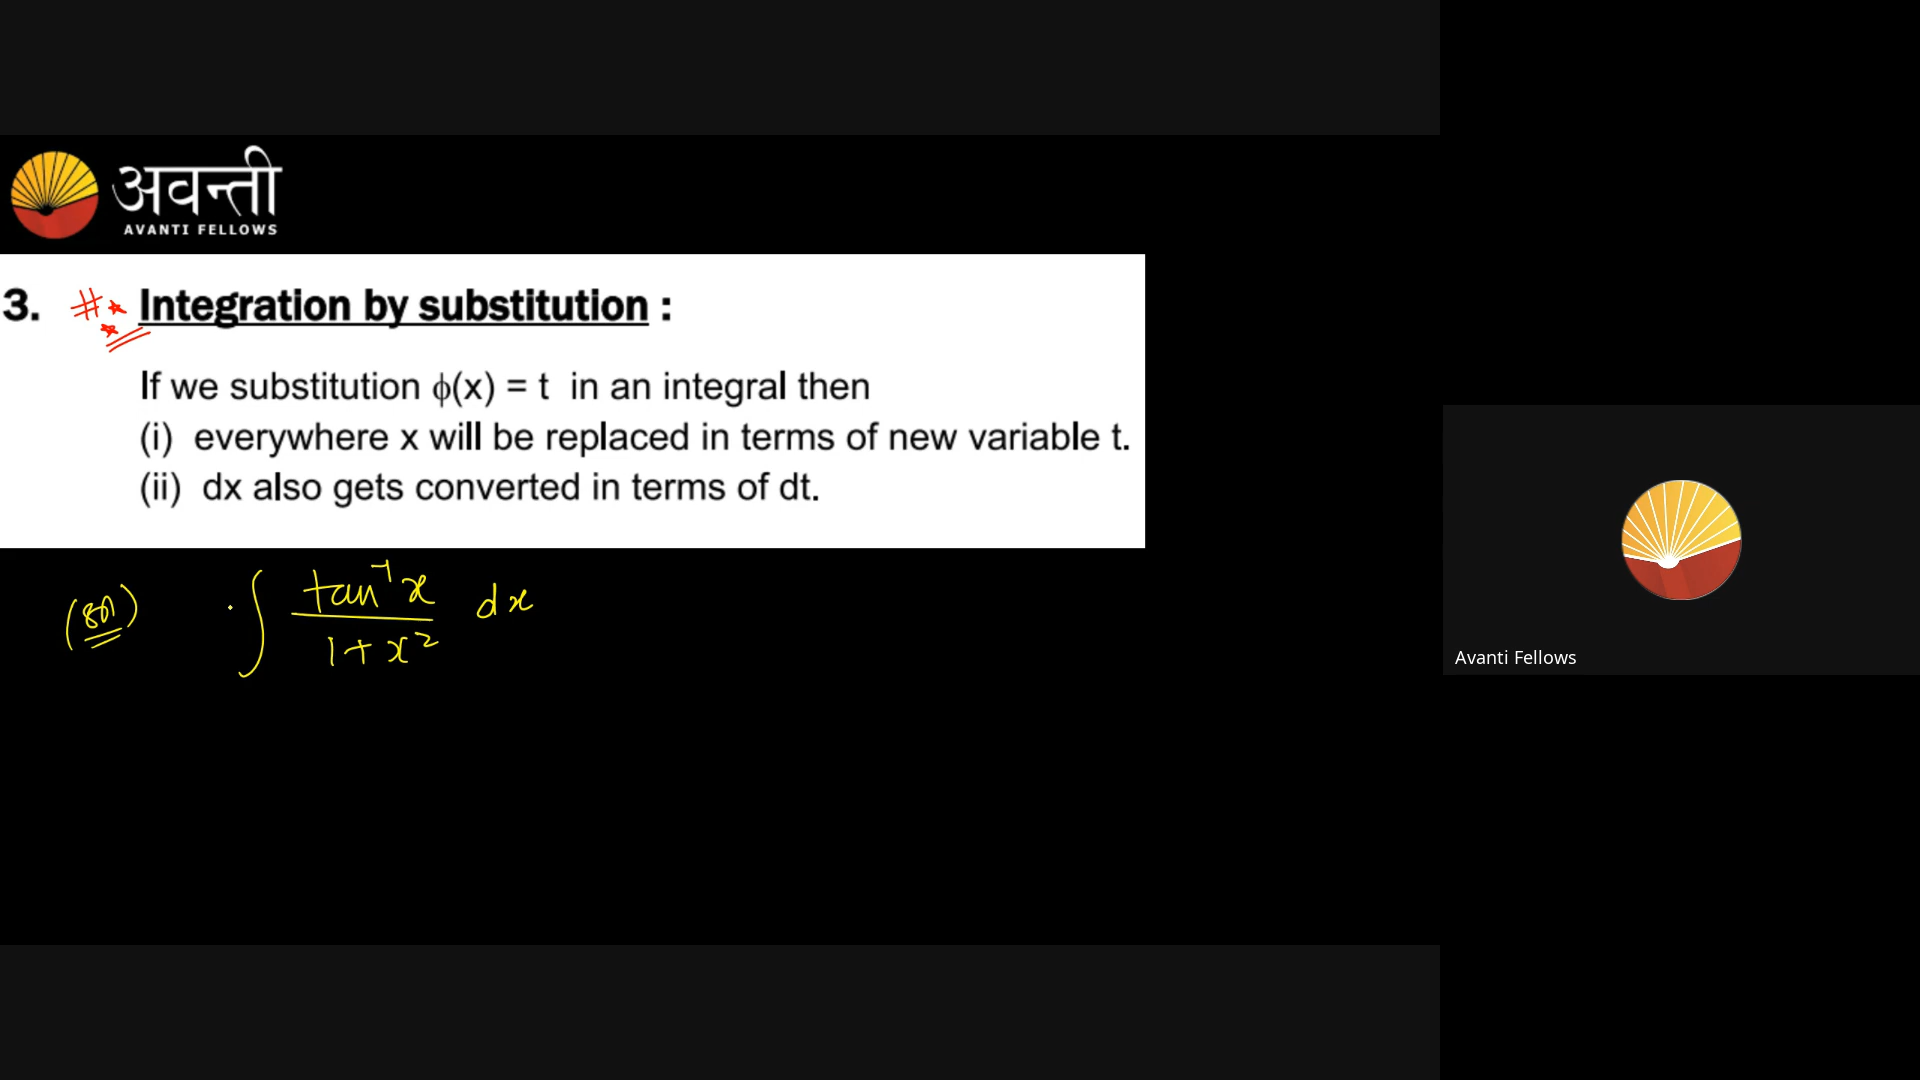 अवन्ती
AVANTI FELLOWS
3. #** Integration by substitution :
If we substitution ϕ(x) = t in an integral then
(i) everywhere x will be replaced in terms of new variable t.
(ii) dx also gets converted in terms of dt.
∫ tan⁻¹x / 1+x² dx
Avanti Fellows